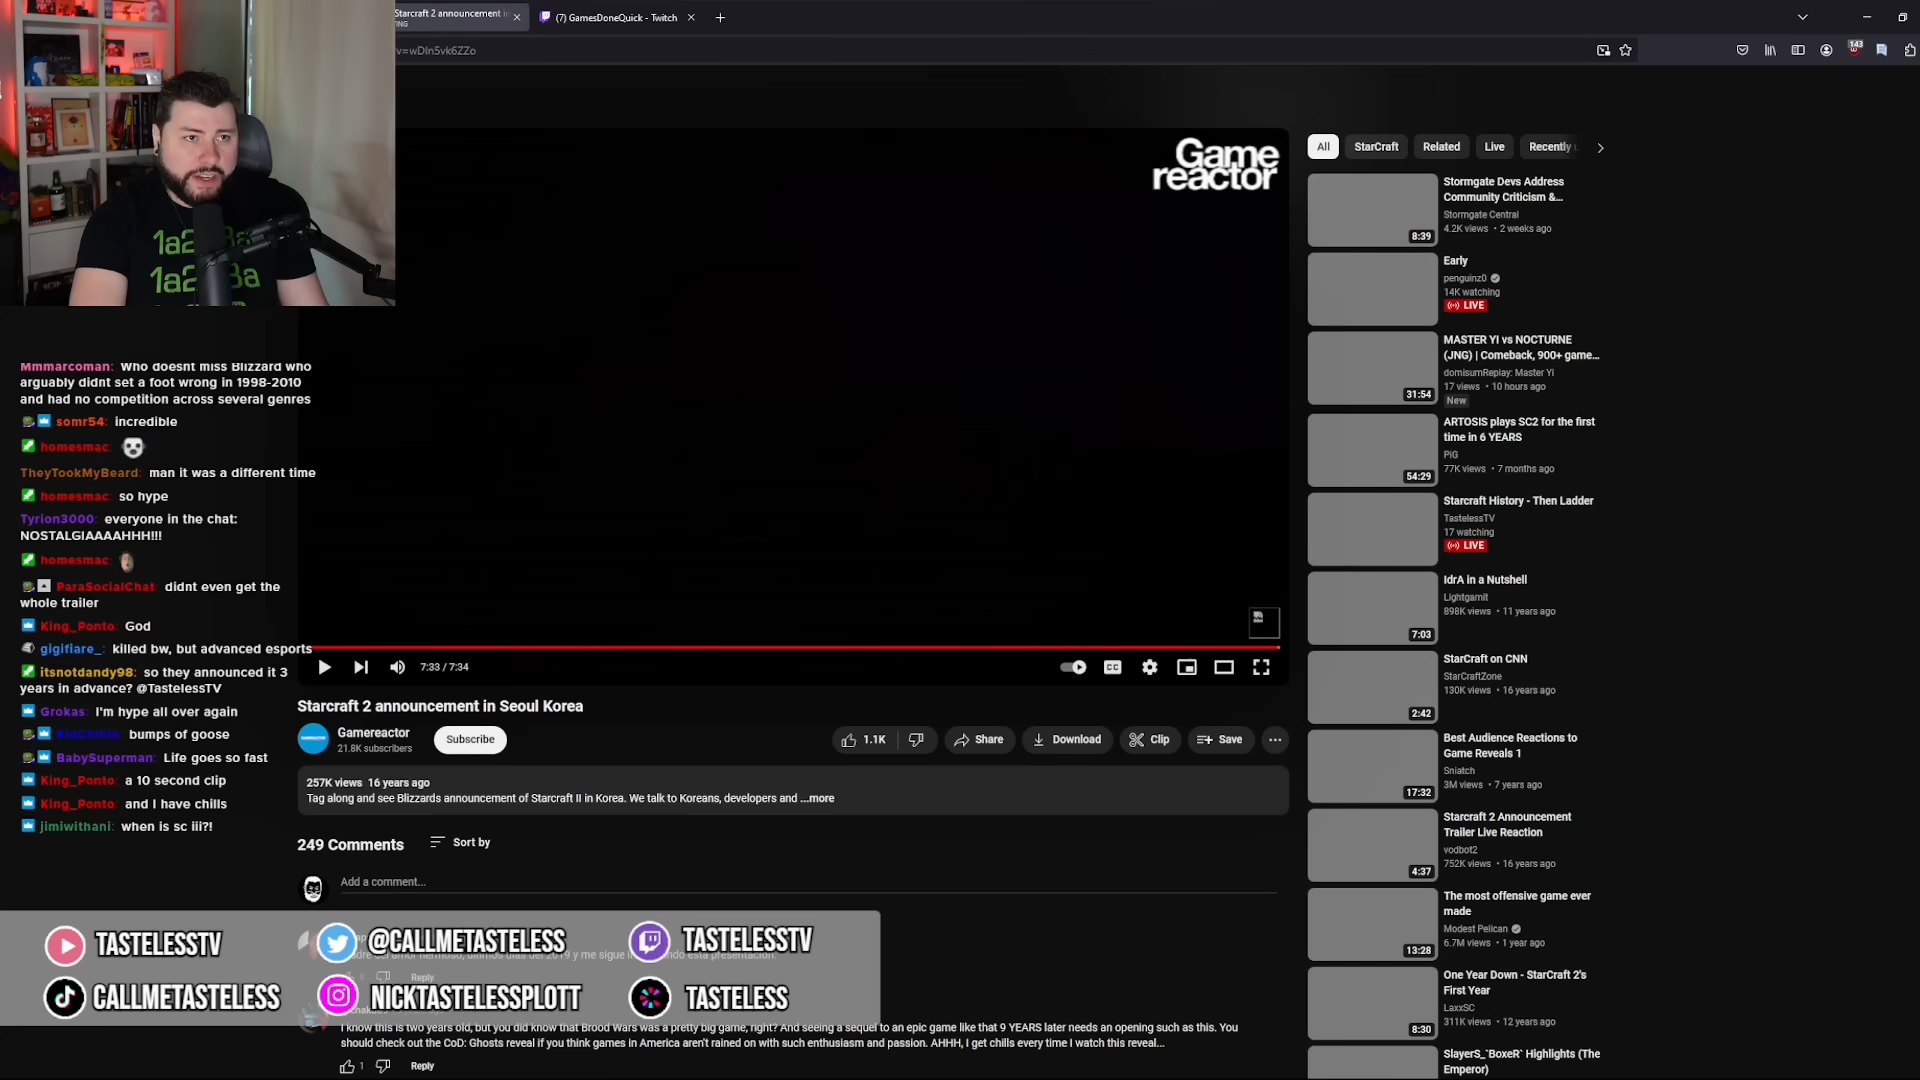 Starcraft 2 announcement in
(7) GamesDoneQuick - Twitch
v=wDIn5vk6ZZo
143
Game
reactor
1a2
1a2 3a
Mmmarcoman: Who doesnt miss Blizzard who
arguably didnt set a foot wrong in 1998-2010
and had no competition across several genres
somr54: incredible
homesmac:
TheyTookMyBeard: man it was a different time
homesmac: so hype
Tyrion3000: everyone in the chat:
NOSTALGIAAAAHHH!!!
homesmac:
ParaSocialChat: didnt even get the
whole trailer
King_Ponto: God
gigifiare_: killed bw, but advanced esports
itsnotdandy98: so they announced it 3
years in advance? @TastelessTV
Grokas: I'm hype all over again
KidChillin: bumps of goose
BabySuperman: Life goes so fast
King_Ponto: a 10 second clip
King_Ponto: and I have chills
jimiwithani: when is sc iii?!
7:33 / 7:34
CC
Starcraft 2 announcement in Seoul Korea
Gamereactor
21.8K subscribers
Subscribe
1.1K
Share
Download
Clip
Save
257K views 16 years ago
Tag along and see Blizzards announcement of Starcraft II in Korea. We talk to Koreans, developers and ...more
249 Comments
Sort by
Add a comment...
Reply
TASTELESSTV
@CALLMETASTELESS
TASTELESSTV
CALLMETASTELESS
NICKTASTELESSPLOTT
TASTELESS
I know this is two years old, but you did know that Brood Wars was a pretty big game, right? And seeing a sequel to an epic game like that 9 YEARS later needs an opening such as this. You
should check out the CoD: Ghosts reveal if you think games in America aren't rained on with such enthusiasm and passion. AHHH, I get chills every time I watch this reveal...
1
Reply
All
StarCraft
Related
Live
Recently
Stormgate Devs Address
Community Criticism &...
Stormgate Central
4.2K views • 2 weeks ago
8:39
Early
penguinz0
14K watching
LIVE
MASTER YI vs NOCTURNE
(JNG) | Comeback, 900+ game...
domisumReplay: Master Yi
17 views • 10 hours ago
New
31:54
ARTOSIS plays SC2 for the first
time in 6 YEARS
PiG
77K views • 7 months ago
54:29
Starcraft History - Then Ladder
TastelessTV
17 watching
LIVE
IdrA in a Nutshell
Lightgamit
898K views • 11 years ago
7:03
StarCraft on CNN
StarCraftZone
130K views • 16 years ago
2:42
Best Audience Reactions to
Game Reveals 1
Sniatch
3M views • 7 years ago
17:32
Starcraft 2 Announcement
Trailer Live Reaction
vodbot2
752K views • 16 years ago
4:37
The most offensive game ever
made
Modest Pelican
6.7M views • 1 year ago
13:28
One Year Down - StarCraft 2's
First Year
LaxxSC
311K views • 12 years ago
8:30
SlayerS_`BoxeR` Highlights (The
Emperor)